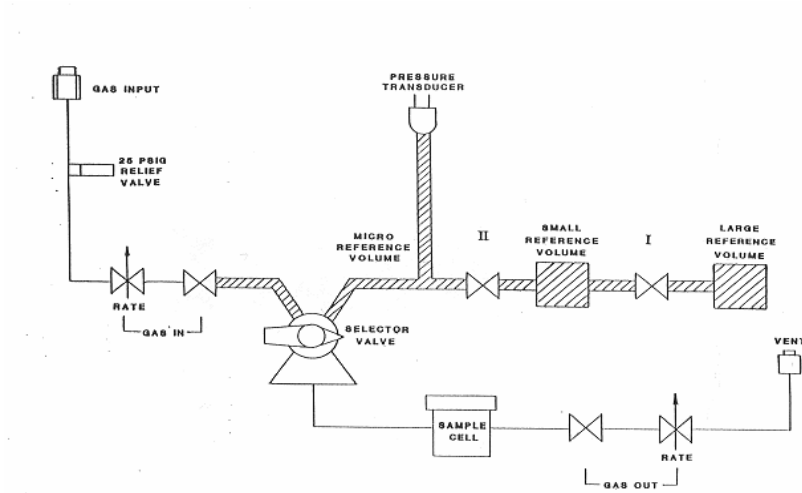 GAS INPUT
PRESSURE
TRANSDUCER
25 PSIG
RELIEF
VALVE
MICRO
REFERENCE
VOLUME
II
SMALL
REFERENCE
VOLUME
I
LARGE
REFERENCE
VOLUME
RATE
GAS IN
SELECTOR
VALVE
VENT
SAMPLE
CELL
RATE
GAS OUT